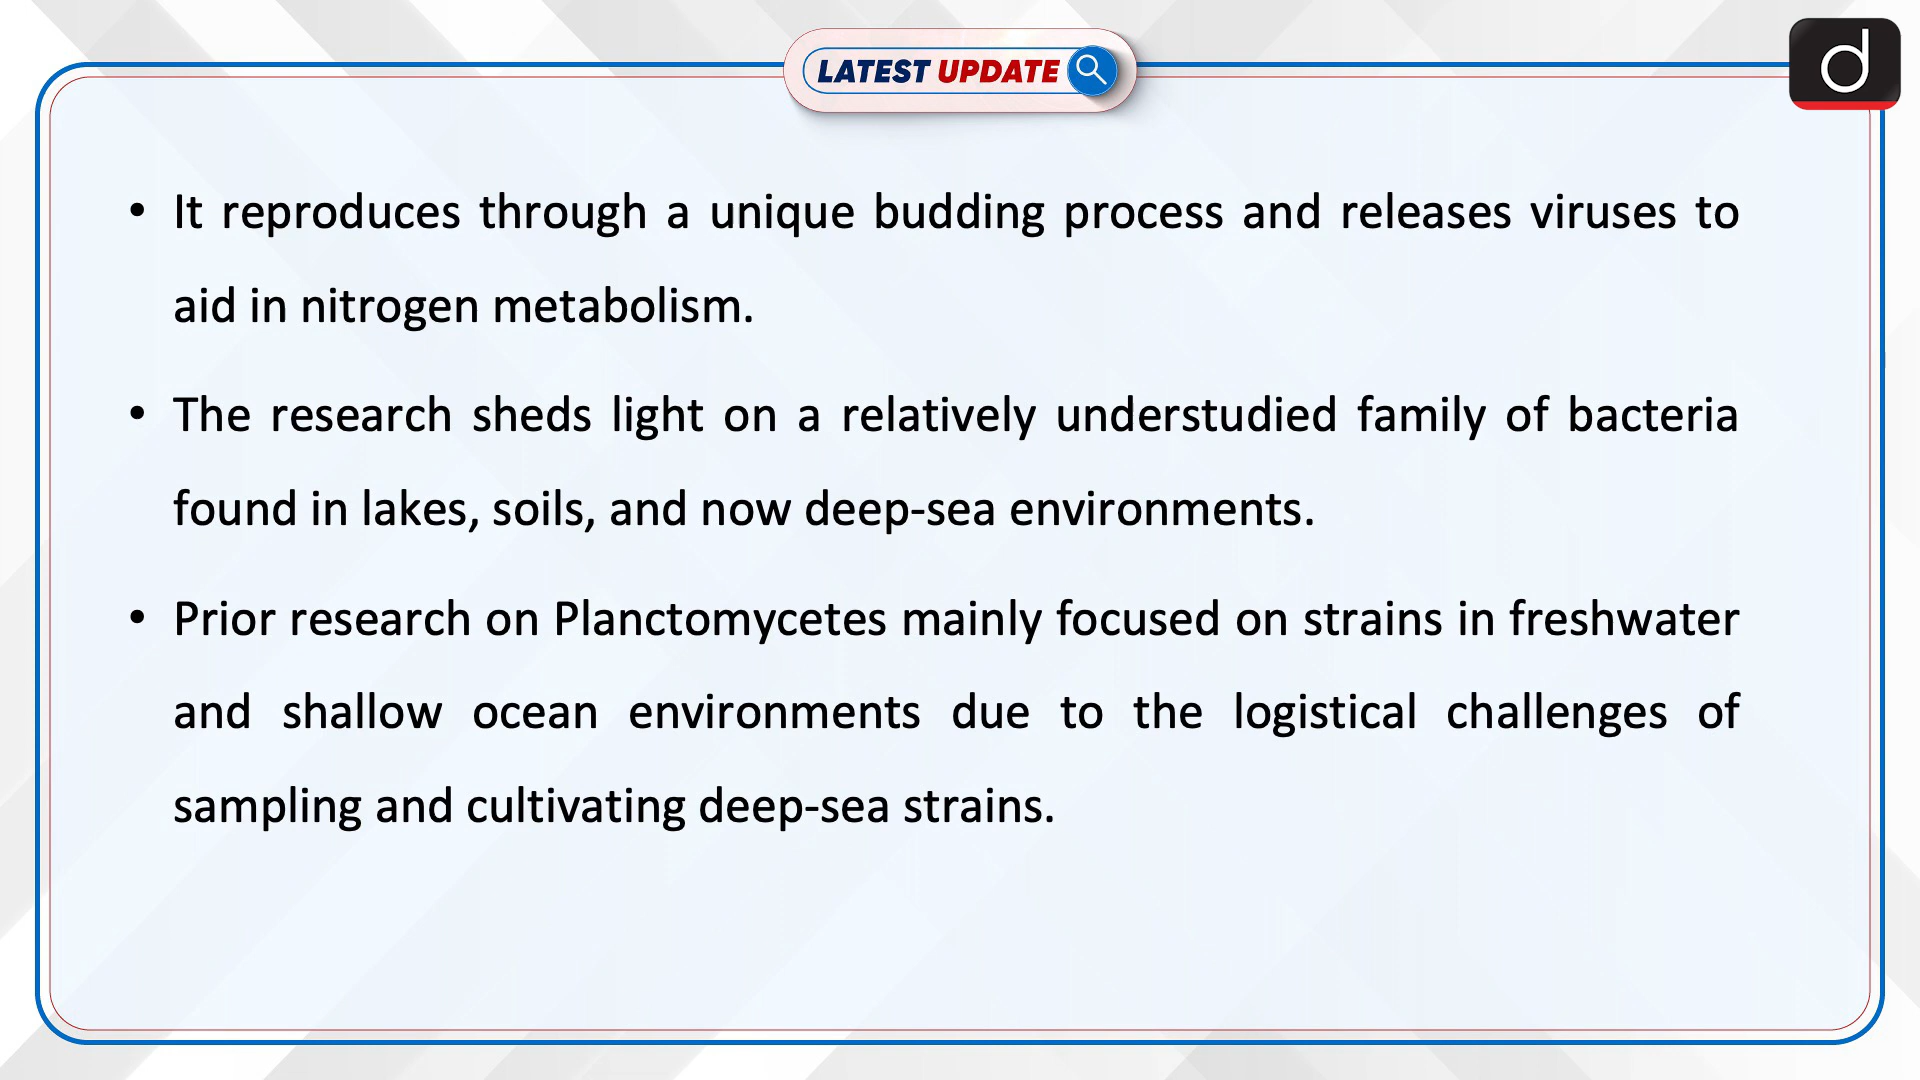 LATEST UPDATE
d
• It reproduces through a unique budding process and releases viruses to
aid in nitrogen metabolism.
• The research sheds light on a relatively understudied family of bacteria
found in lakes, soils, and now deep-sea environments.
• Prior research on Planctomycetes mainly focused on strains in freshwater
and shallow ocean environments due to the logistical challenges of
sampling and cultivating deep-sea strains.